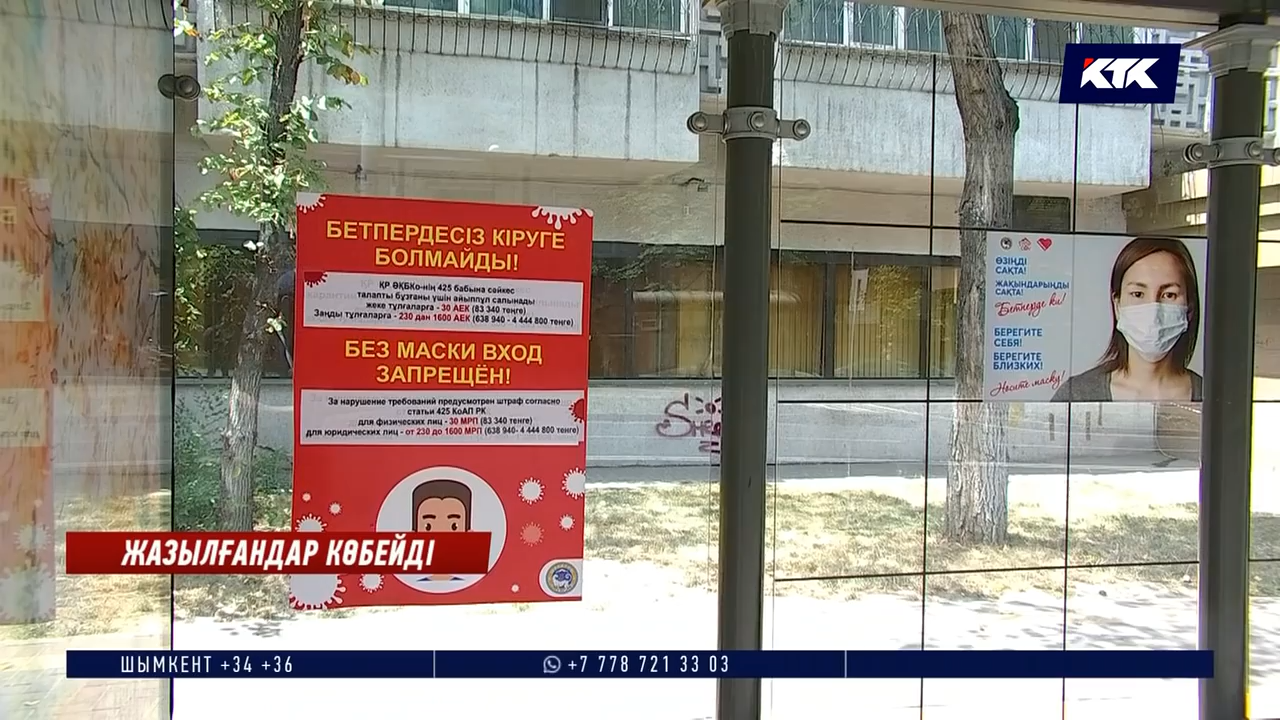 КТК
БЕТПЕРДЕСІЗ КІРУГЕ
БОЛМАЙДЫ!
ҚР ӘҚБКо-нің 425 бабына сәйкес
талапты бұзғаны үшін айыппұл салынады
жеке тұлғаларга - 30 АЕК (83 340 теңге)
Заңды тұлғаларга - 230 дан 1600 АЕК (638 940 - 4 444 800 теңге)
БЕЗ МАСКИ ВХОД
ЗАПРЕЩЁН!
За нарушение требований предусмотрен штраф согласно
статьи 425 КоАП РК
для физических лиц - 30 МРП (83 340 тенге)
для юридических лиц - от 230 до 1600 МРП (638 940- 4 444 800 тенге)
ӨЗІҢДІ
САҚТА!
ЖАҚЫНДАРЫҢДЫ
САҚТА!
Бетперде ки!
БЕРЕГИТЕ
СЕБЯ!
БЕРЕГИТЕ
БЛИЗКИХ!
Носите маску!
ЖАЗЫЛҒАНДАР КӨБЕЙДІ
ШЫМКЕНТ +34 +36
+7 778 721 33 03